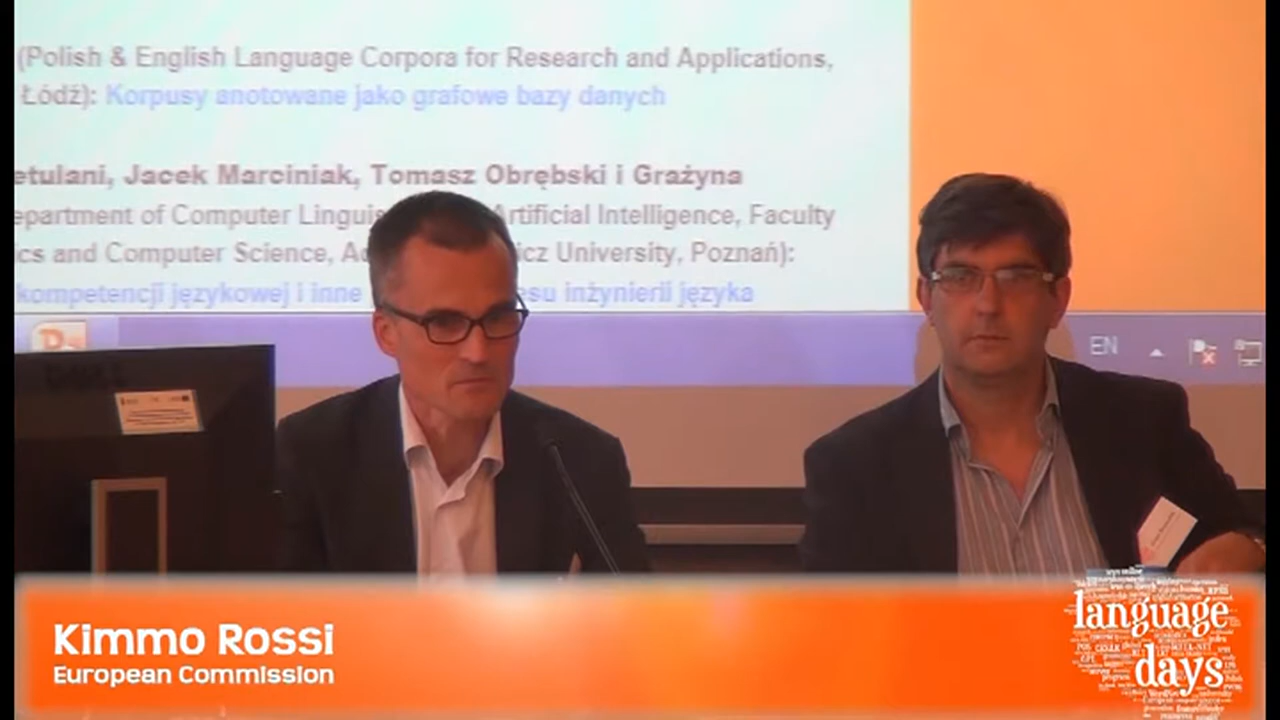 (Polish & English Language Corpora for Research and Applications,
Łódź): Korpusy anotowane jako grafowe bazy danych
etulani, Jacek Marciniak, Tomasz Obrębski i Grażyna
epartment of Computer Linguis Artificial Intelligence, Faculty
ics and Computer Science, Ad icz University, Poznań):
kompetencji językowej i inne esu inżynierii języka
EN
Kimmo Rossi
European Commission
language
days